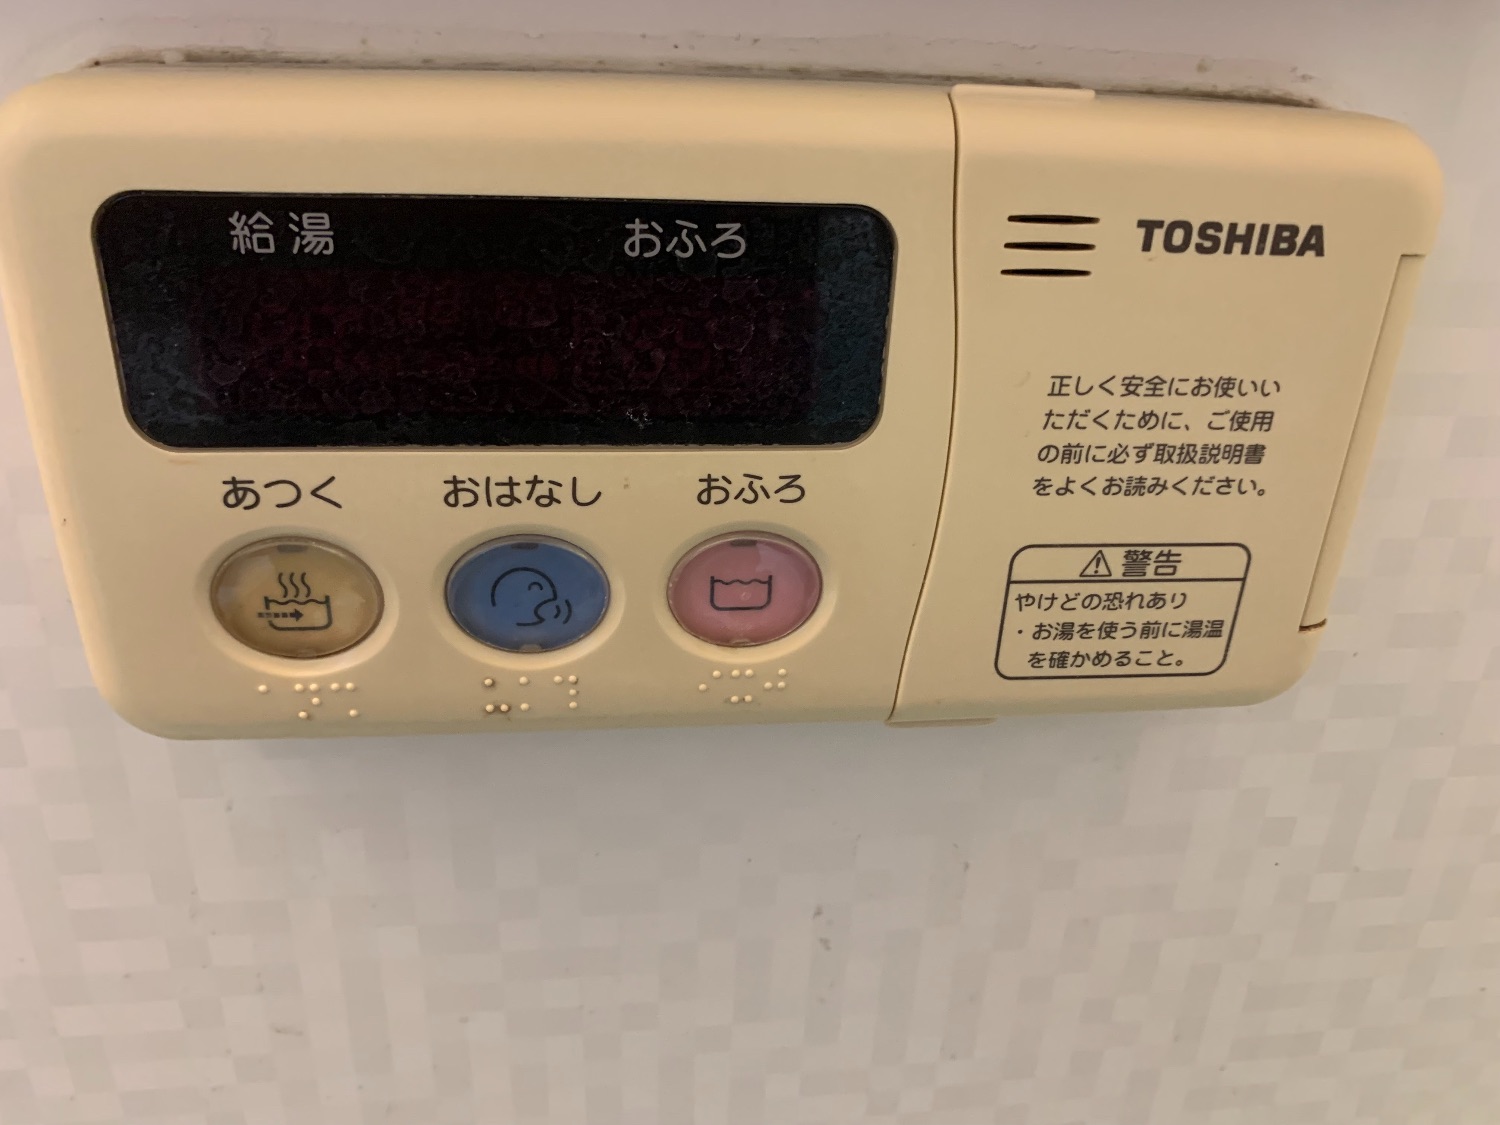 給湯
おふろ
あつく
おはなし
おふろ
TOSHIBA
正しく安全にお使いい
ただくために、ご使用
の前に必ず取扱説明書
をよくお読みください。
⚠ 警告
やけどの恐れあり
・お湯を使う前に湯温
を確かめること。